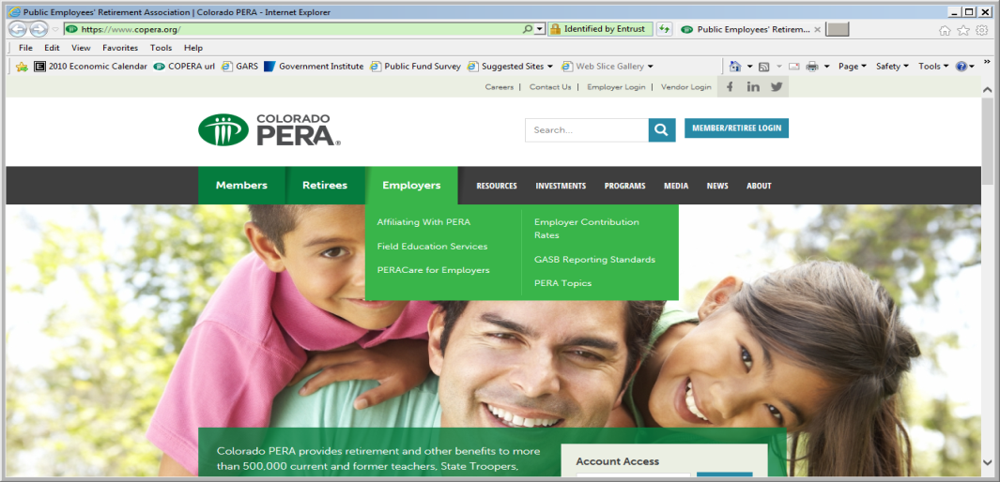 Public Employees' Retirement Association | Colorado PERA - Internet Explorer
https://www.copera.org/
Identified by Entrust
Public Employees' Retirem...
File Edit View Favorites Tools Help
2010 Economic Calendar COPERA url GARS Government Institute Public Fund Survey Suggested Sites Web Slice Gallery Page Safety Tools
Careers | Contact Us | Employer Login | Vendor Login
COLORADO
PERA®
Search...
MEMBER/RETIREE LOGIN
Members Retirees Employers RESOURCES INVESTMENTS PROGRAMS MEDIA NEWS ABOUT
Affiliating With PERA
Field Education Services
PERACare for Employers
Employer Contribution
Rates
GASB Reporting Standards
PERA Topics
Colorado PERA provides retirement and other benefits to more
than 500,000 current and former teachers, State Troopers,
Account Access